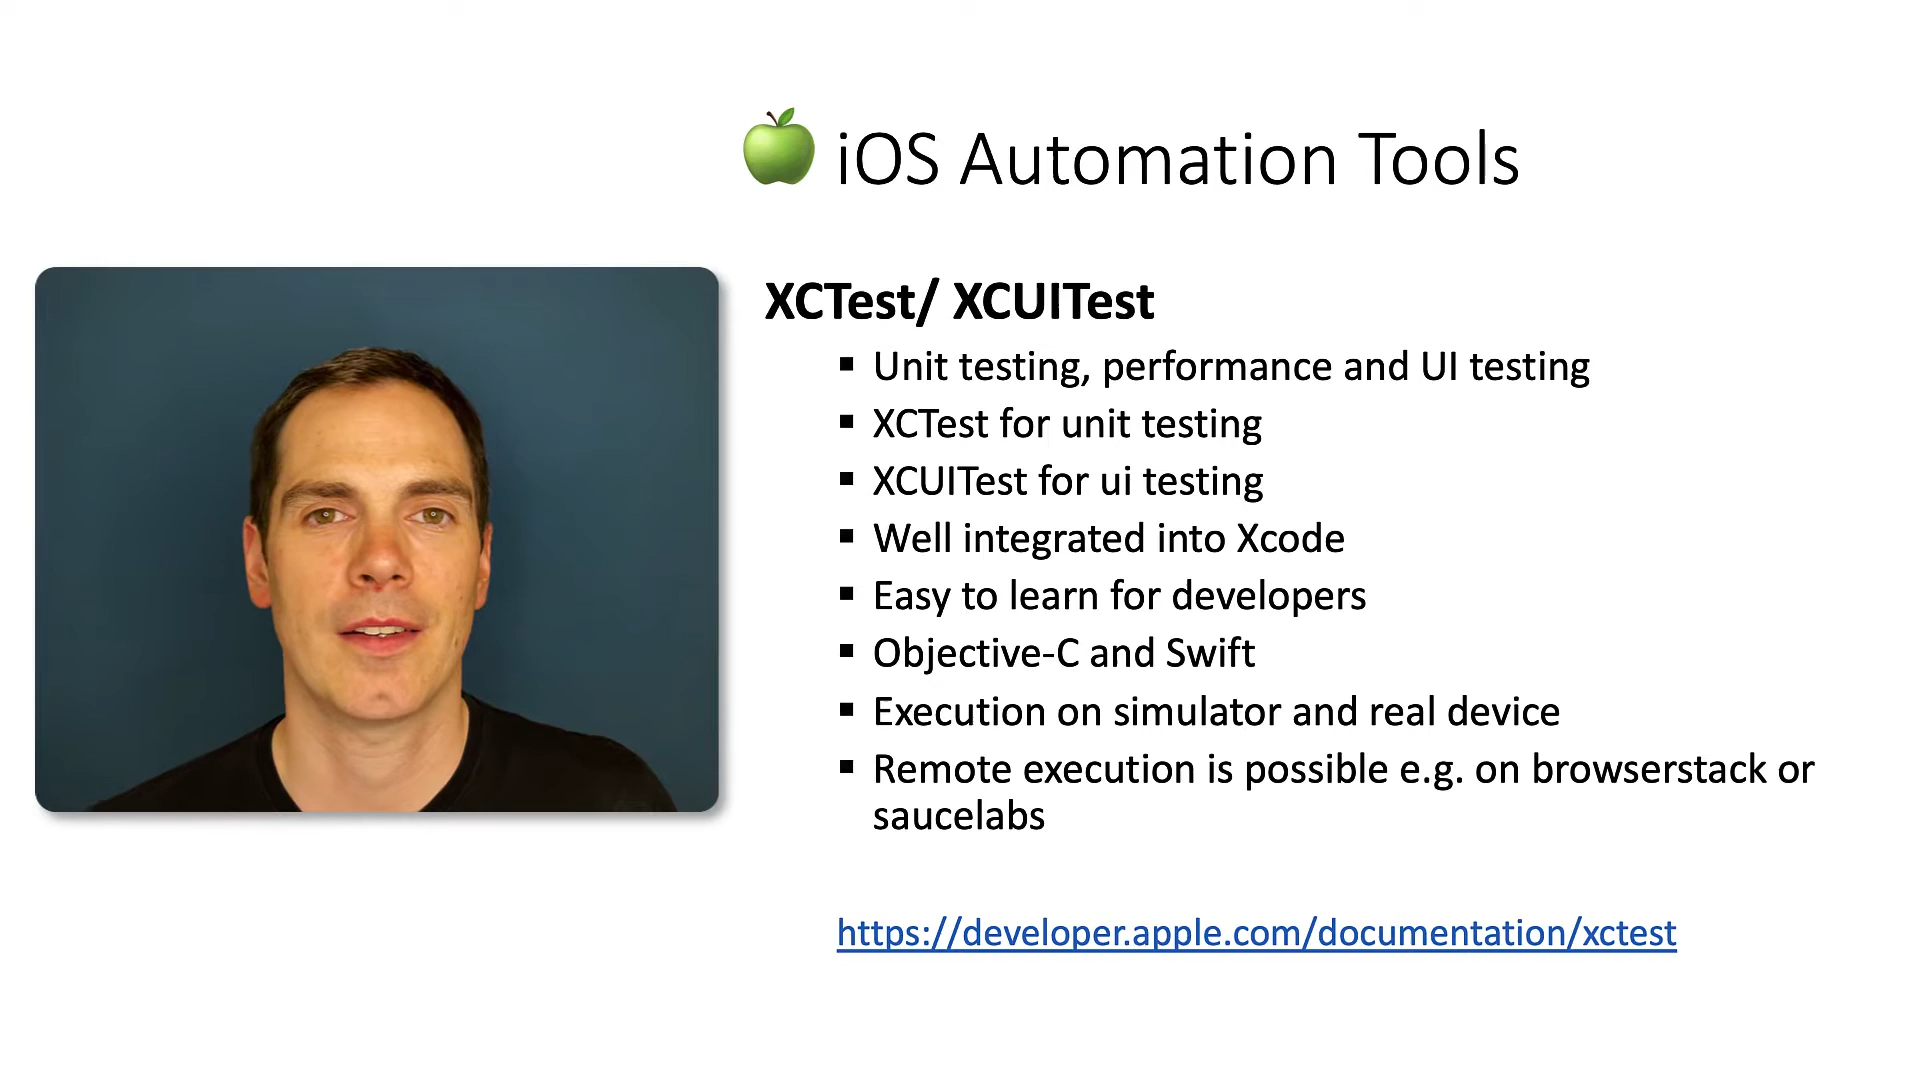 iOS Automation Tools
XCTest/ XCUITest
▪ Unit testing, performance and UI testing
▪ XCTest for unit testing
▪ XCUITest for ui testing
▪ Well integrated into Xcode
▪ Easy to learn for developers
▪ Objective-C and Swift
▪ Execution on simulator and real device
▪ Remote execution is possible e.g. on browserstack or
saucelabs
https://developer.apple.com/documentation/xctest